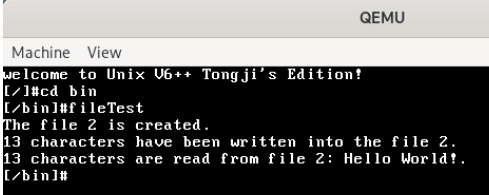 QEMU
Machine View
welcome to Unix V6++ Tongji's Edition!
[/]#cd bin
[/bin]#fileTest
The file 2 is created.
13 characters have been written into the file 2.
13 characters are read from file 2: Hello World!.
[/bin]#